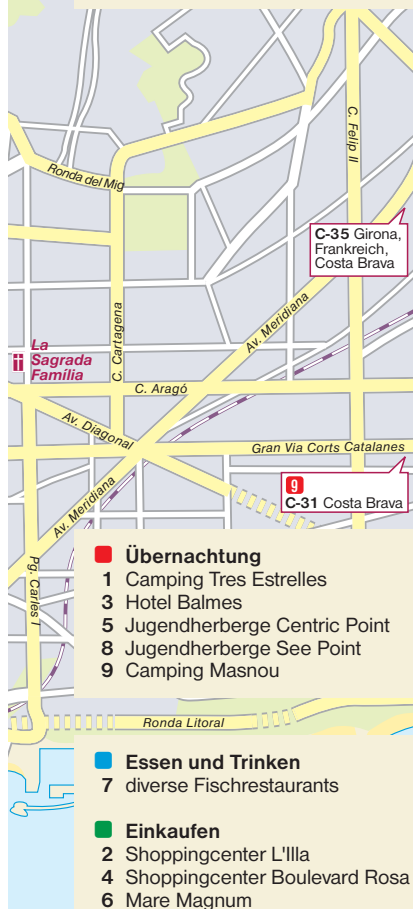 C. Felip II
Ronda del Mig
C-35 Girona,
Frankreich,
Costa Brava
Av. Meridiana
La
Sagrada
Família
C. Cartagena
C. Aragó
Av. Diagonal
Gran Via Corts Catalanes
9
C-31 Costa Brava
Av. Meridiana
Pg. Carles I
Übernachtung
1 Camping Tres Estrelles
3 Hotel Balmes
5 Jugendherberge Centric Point
8 Jugendherberge See Point
9 Camping Masnou
Ronda Litoral
Essen und Trinken
7 diverse Fischrestaurants
Einkaufen
2 Shoppingcenter L'Illa
4 Shoppingcenter Boulevard Rosa
6 Mare Magnum